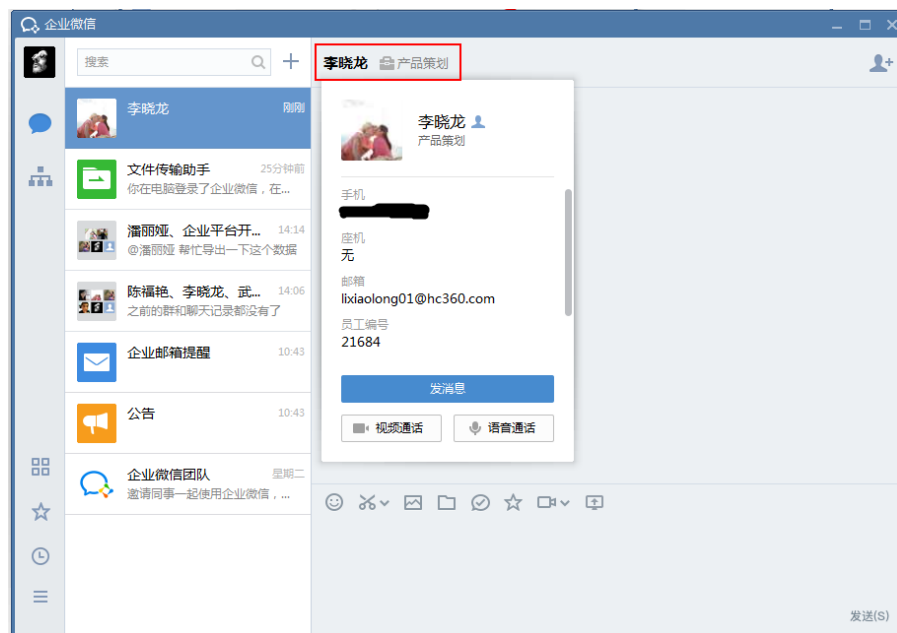 企业微信
搜索
李晓龙 产品策划
李晓龙 刚刚
文件传输助手 25分钟前
你在电脑登录了企业微信，在...
潘丽娅、企业平台开... 14:14
@潘丽娅 帮忙导出一下这个数据
陈福艳、李晓龙、武... 14:06
之前的群和聊天记录都没有了
企业邮箱提醒 10:43
公告 10:43
企业微信团队 星期二
邀请同事一起使用企业微信，...
李晓龙
产品策划
手机
座机
无
邮箱
lixiaolong01@hc360.com
员工编号
21684
发消息
视频通话 语音通话
发送(S)